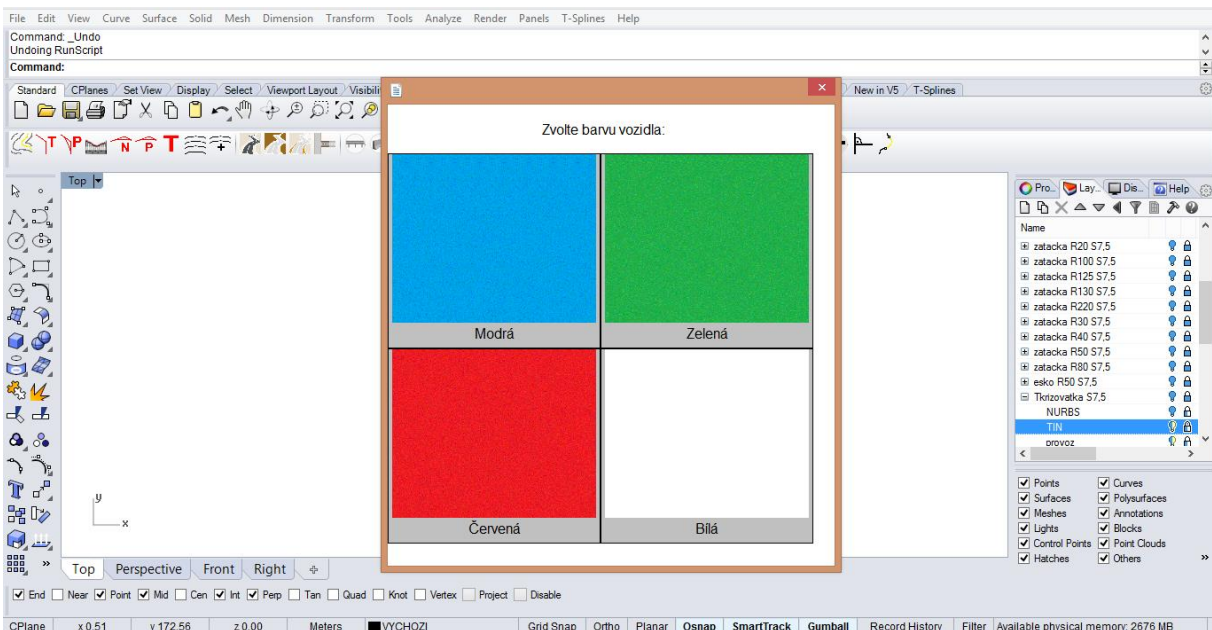 File Edit View Curve Surface Solid Mesh Dimension Transform Tools Analyze Render Panels T-Splines Help
Command: _Undo
Undoing RunScript
Command:
Standard CPlanes Set View Display Select Viewport Layout Visibili New in V5 T-Splines
Zvolte barvu vozidla:
Top
Modrá Zelená
Červená Bílá
Pro... Lay... Dis... Help
Name
zatacka R20 S7,5
zatacka R100 S7,5
zatacka R125 S7,5
zatacka R130 S7,5
zatacka R220 S7,5
zatacka R30 S7,5
zatacka R40 S7,5
zatacka R50 S7,5
zatacka R80 S7,5
esko R50 S7,5
Tkrizovatka S7,5
NURBS
TIN
provoz
Points Curves
Surfaces Polysurfaces
Meshes Annotations
Lights Blocks
Control Points Point Clouds
Hatches Others
y
x
Top Perspective Front Right
End Near Point Mid Cen Int Perp Tan Quad Knot Vertex Project Disable
CPlane x 0.51 y 172.56 z 0.00 Meters VYCHOZI Grid Snap Ortho Planar Osnap SmartTrack Gumball Record History Filter Available physical memory: 2676 MB